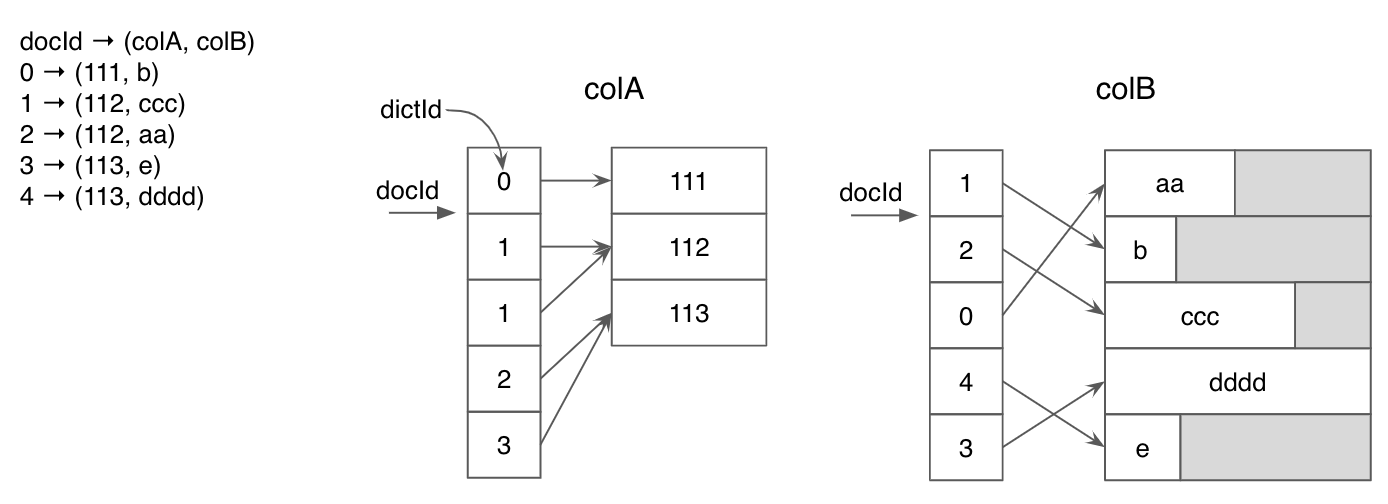 docId → (colA, colB)
0 → (111, b)
1 → (112, ccc)
2 → (112, aa)
3 → (113, e)
4 → (113, dddd)
colA
dictId
docId
0
1
1
2
3
111
112
113
colB
docId
1
2
0
4
3
aa
b
ccc
dddd
e